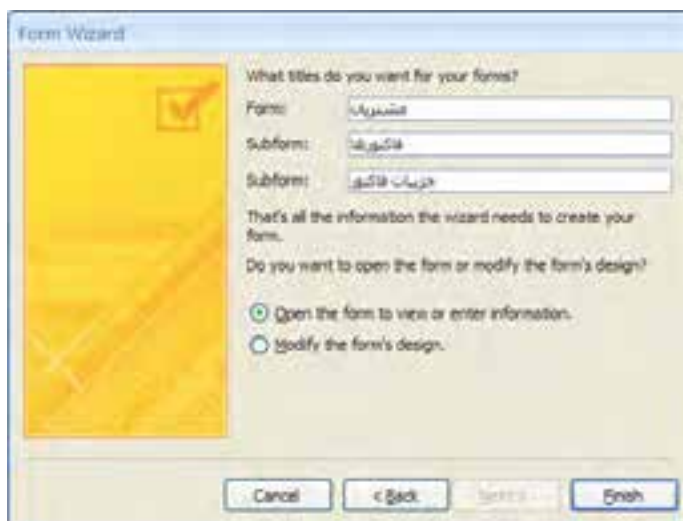 Form Wizard
What titles do you want for your forms?
Form: مشتریان
Subform: فاکتورها
Subform: جزییات فاکتور
That's all the information the wizard needs to create your
form.
Do you want to open the form or modify the form's design?
Open the form to view or enter information.
Modify the form's design.
Cancel < Back Next > Finish